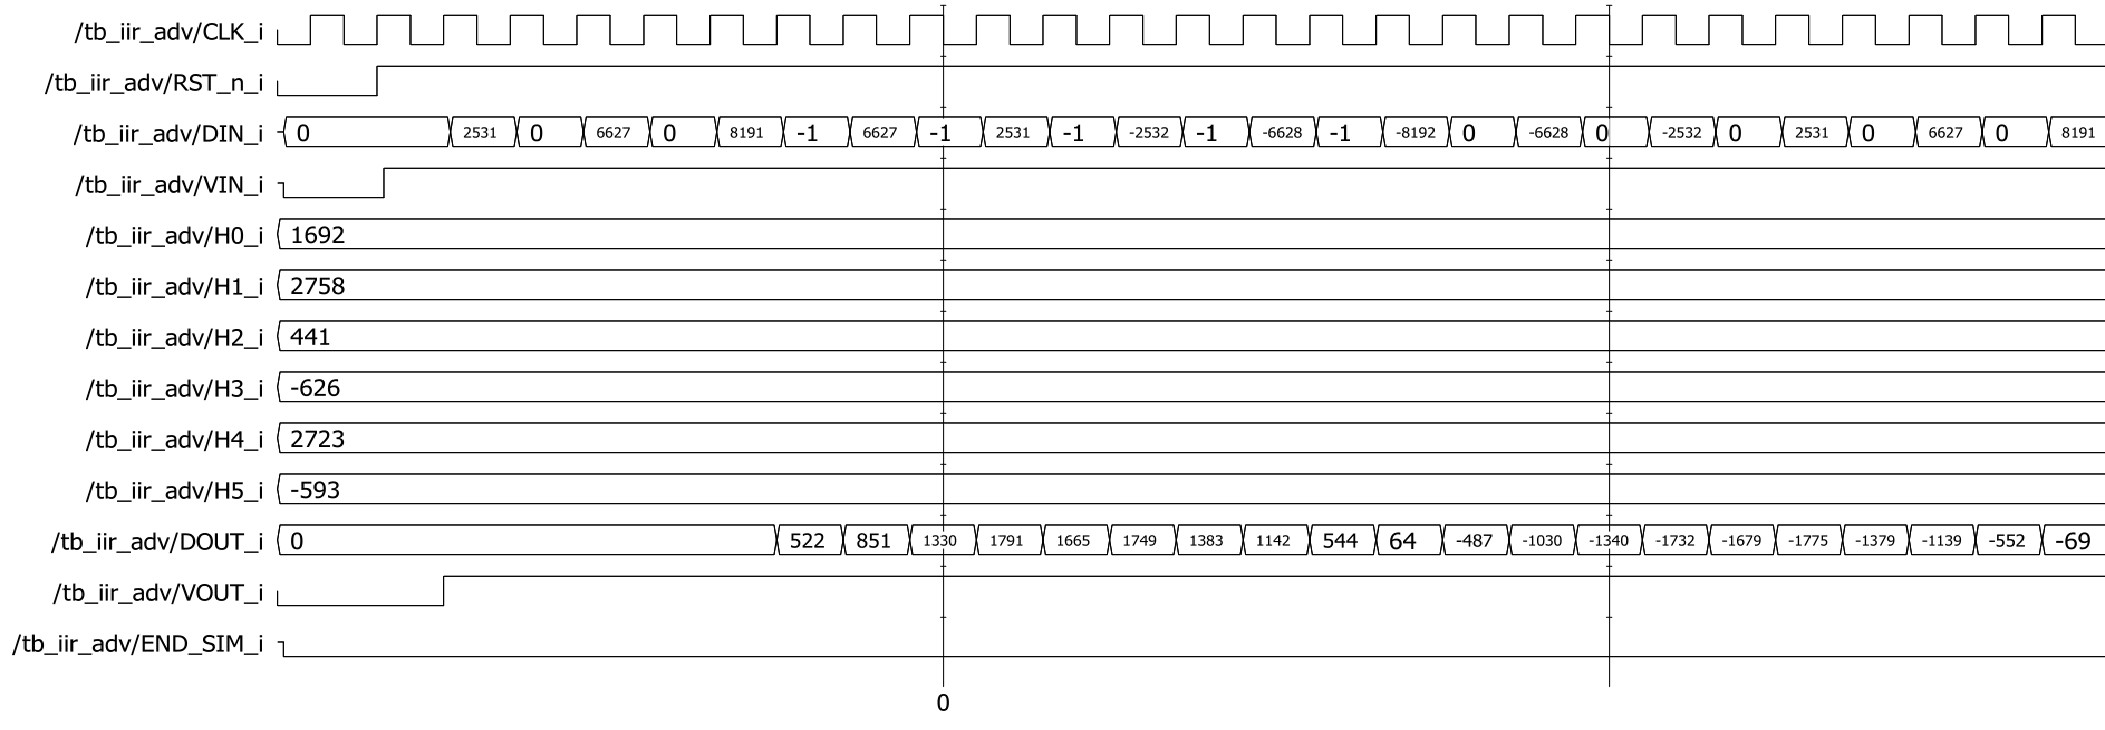 /tb_iir_adv/CLK_i
/tb_iir_adv/RST_n_i
/tb_iir_adv/DIN_i 0 2531 0 6627 0 8191 -1 6627 -1 2531 -1 -2532 -1 -6628 -1 -8192 0 -6628 0 -2532 0 2531 0 6627 0 8191
/tb_iir_adv/VIN_i
/tb_iir_adv/H0_i 1692
/tb_iir_adv/H1_i 2758
/tb_iir_adv/H2_i 441
/tb_iir_adv/H3_i -626
/tb_iir_adv/H4_i 2723
/tb_iir_adv/H5_i -593
/tb_iir_adv/DOUT_i 0 522 851 1330 1791 1665 1749 1383 1142 544 64 -487 -1030 -1340 -1732 -1679 -1775 -1379 -1139 -552 -69
/tb_iir_adv/VOUT_i
/tb_iir_adv/END_SIM_i
0